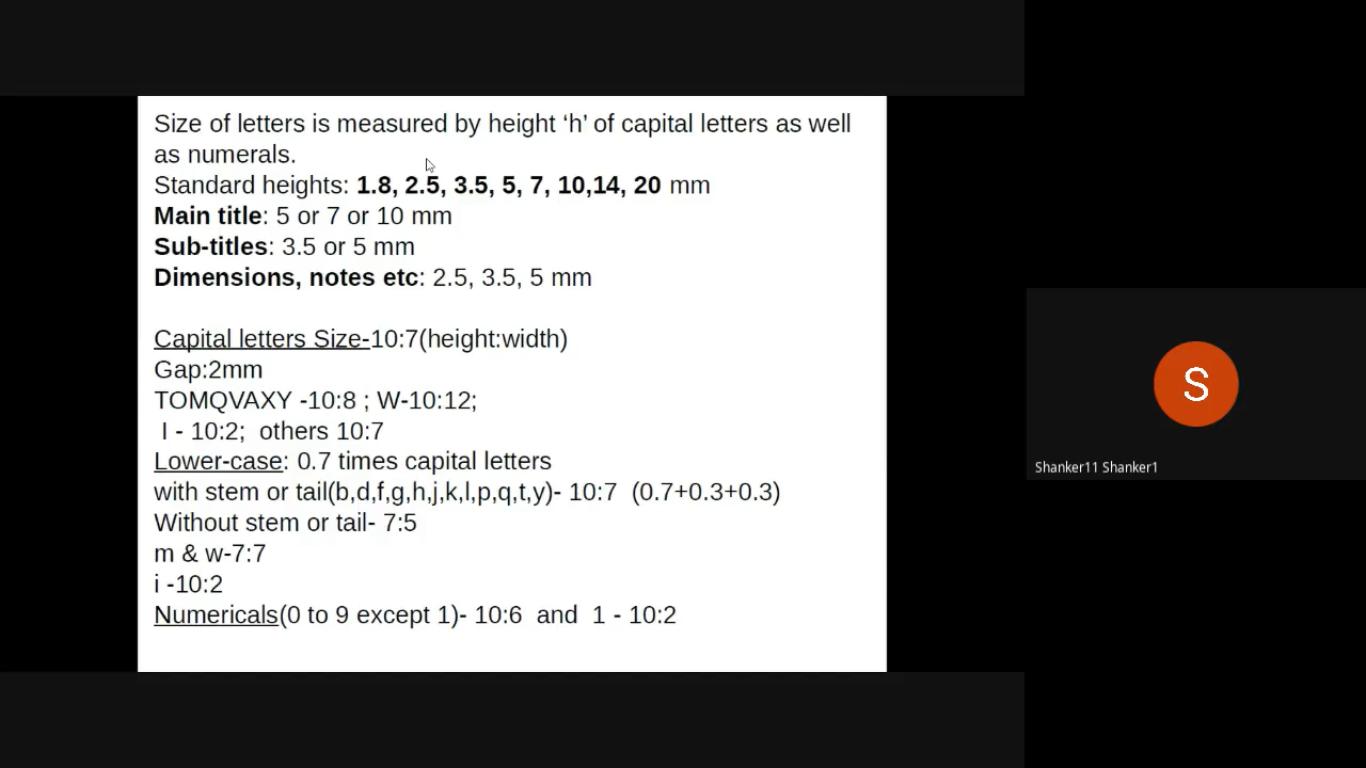 Size of letters is measured by height ‘h’ of capital letters as well
as numerals.
Standard heights: 1.8, 2.5, 3.5, 5, 7, 10,14, 20 mm
Main title: 5 or 7 or 10 mm
Sub-titles: 3.5 or 5 mm
Dimensions, notes etc: 2.5, 3.5, 5 mm
Capital letters Size-10:7(height:width)
Gap:2mm
TOMQVAXY -10:8 ; W-10:12;
I - 10:2;  others 10:7
Lower-case: 0.7 times capital letters
with stem or tail(b,d,f,g,h,j,k,l,p,q,t,y)- 10:7  (0.7+0.3+0.3)
Without stem or tail- 7:5
m & w-7:7
i -10:2
Numericals(0 to 9 except 1)- 10:6  and  1 - 10:2
S
Shanker11 Shanker1